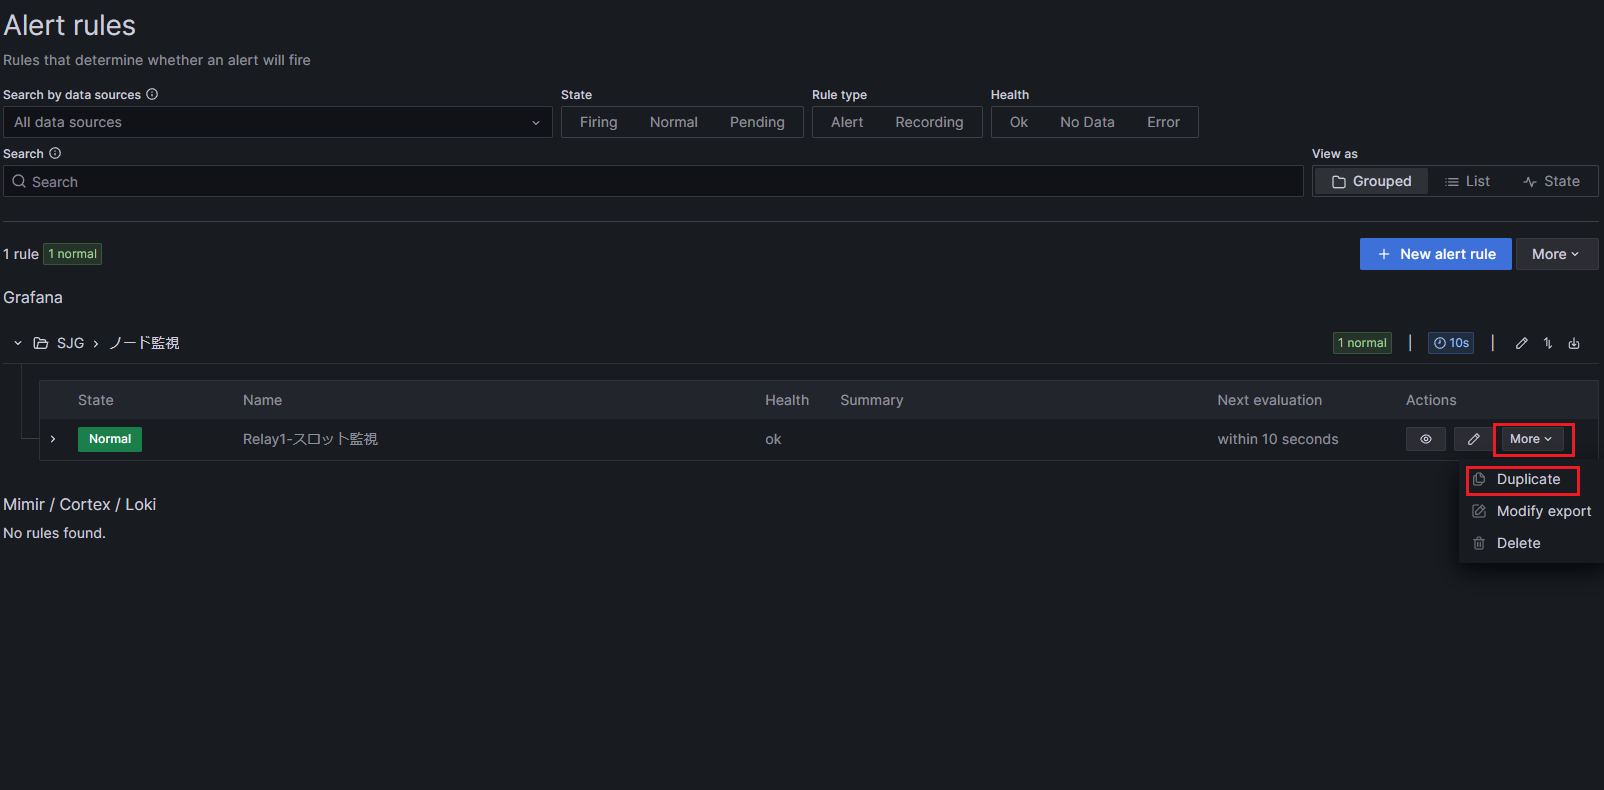 Alert rules
Rules that determine whether an alert will fire
Search by data sources State Rule type Health
All data sources Firing Normal Pending Alert Recording Ok No Data Error
Search View as
Search Grouped List State
1 rule 1 normal New alert rule More
Grafana
SJG › ノード監視 1 normal | 10s |
State Name Health Summary Next evaluation Actions
Normal Relay1-スロット監視 ok within 10 seconds More
Duplicate
Modify export
Delete
Mimir / Cortex / Loki
No rules found.